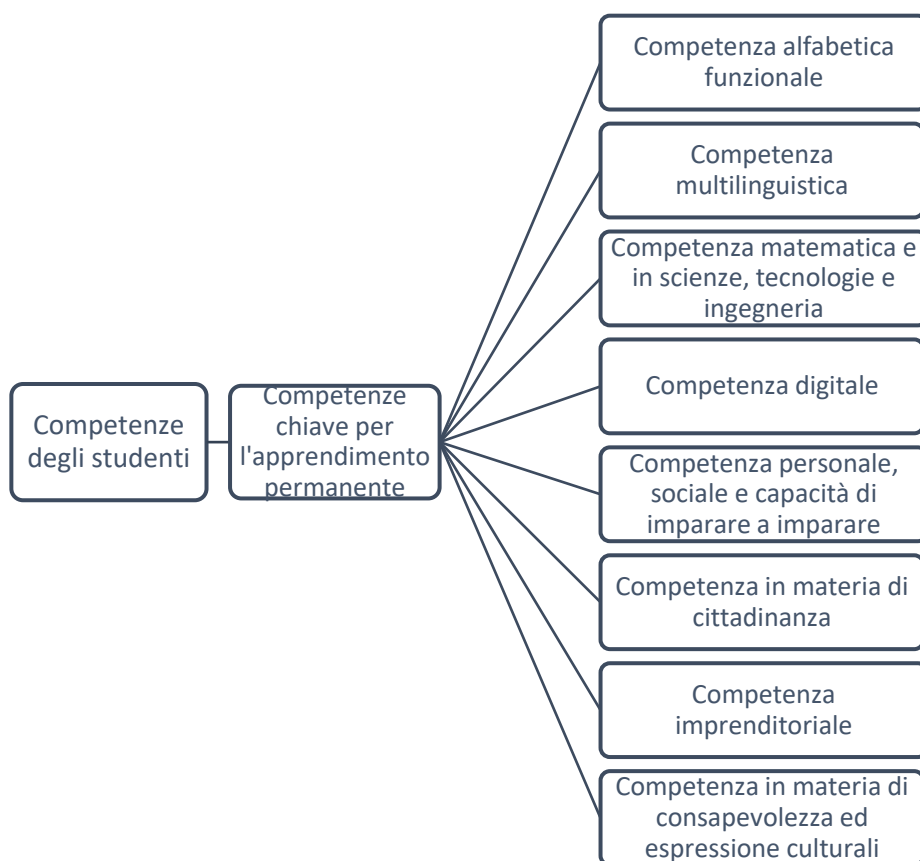 Competenze
degli studenti
Competenze
chiave per
l'apprendimento
permanente
Competenza alfabetica
funzionale
Competenza
multilinguistica
Competenza matematica e
in scienze, tecnologie e
ingegneria
Competenza digitale
Competenza personale,
sociale e capacità di
imparare a imparare
Competenza in materia di
cittadinanza
Competenza
imprenditoriale
Competenza in materia di
consapevolezza ed
espressione culturali